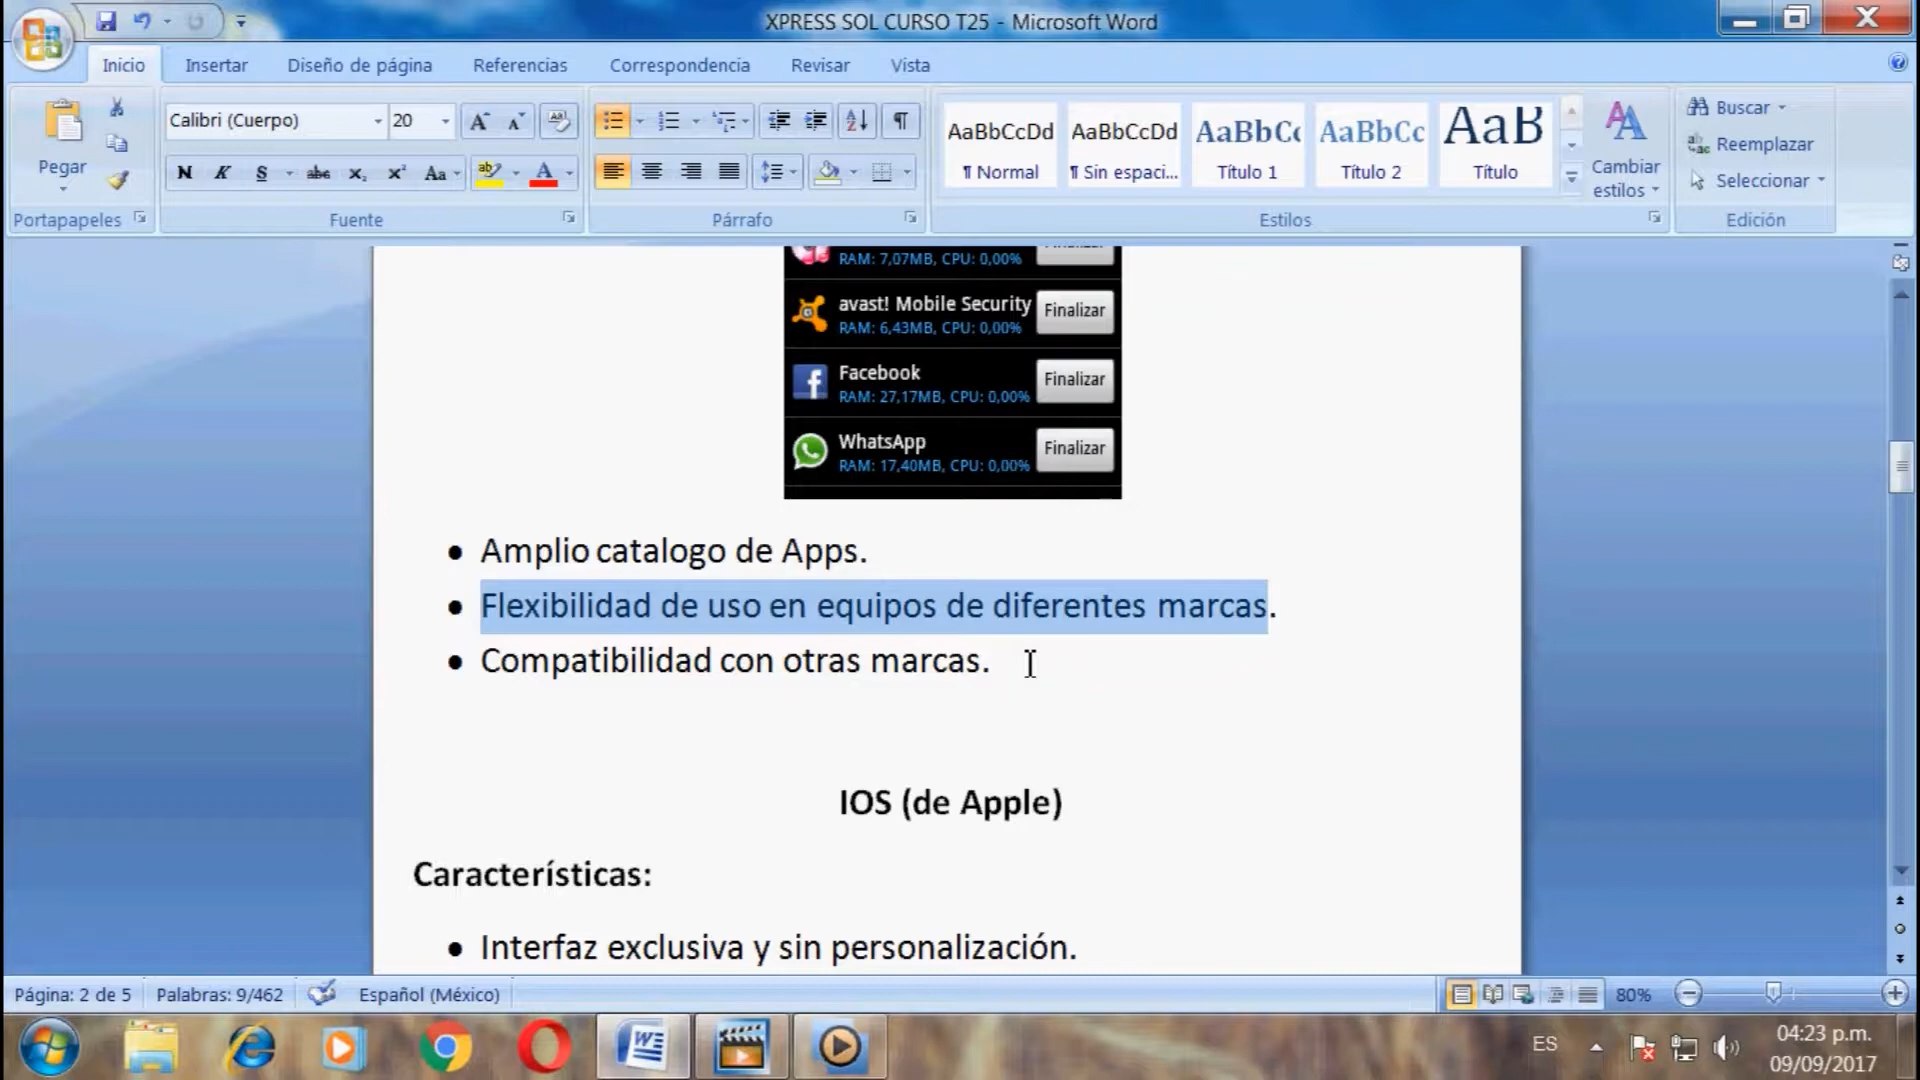 XPRESS SOL CURSO T25 - Microsoft Word
Inicio Insertar Diseño de página Referencias Correspondencia Revisar Vista
Calibri (Cuerpo) 20
Pegar
N K S abc x₂ x² Aa ab A
AaBbCcDd AaBbCcDd AaBbCc AaBbCc AaB
¶ Normal ¶ Sin espaci... Título 1 Título 2 Título
Cambiar estilos
Buscar
Reemplazar
Seleccionar
Portapapeles Fuente Párrafo Estilos Edición
RAM: 7,07MB, CPU: 0,00%
avast! Mobile Security
RAM: 6,43MB, CPU: 0,00%
Finalizar
Facebook
RAM: 27,17MB, CPU: 0,00%
Finalizar
WhatsApp
RAM: 17,40MB, CPU: 0,00%
Finalizar
• Amplio catalogo de Apps.
• Flexibilidad de uso en equipos de diferentes marcas.
• Compatibilidad con otras marcas.
IOS (de Apple)
Características:
• Interfaz exclusiva y sin personalización.
Página: 2 de 5 Palabras: 9/462 Español (México) 80%
ES 04:23 p.m.
09/09/2017